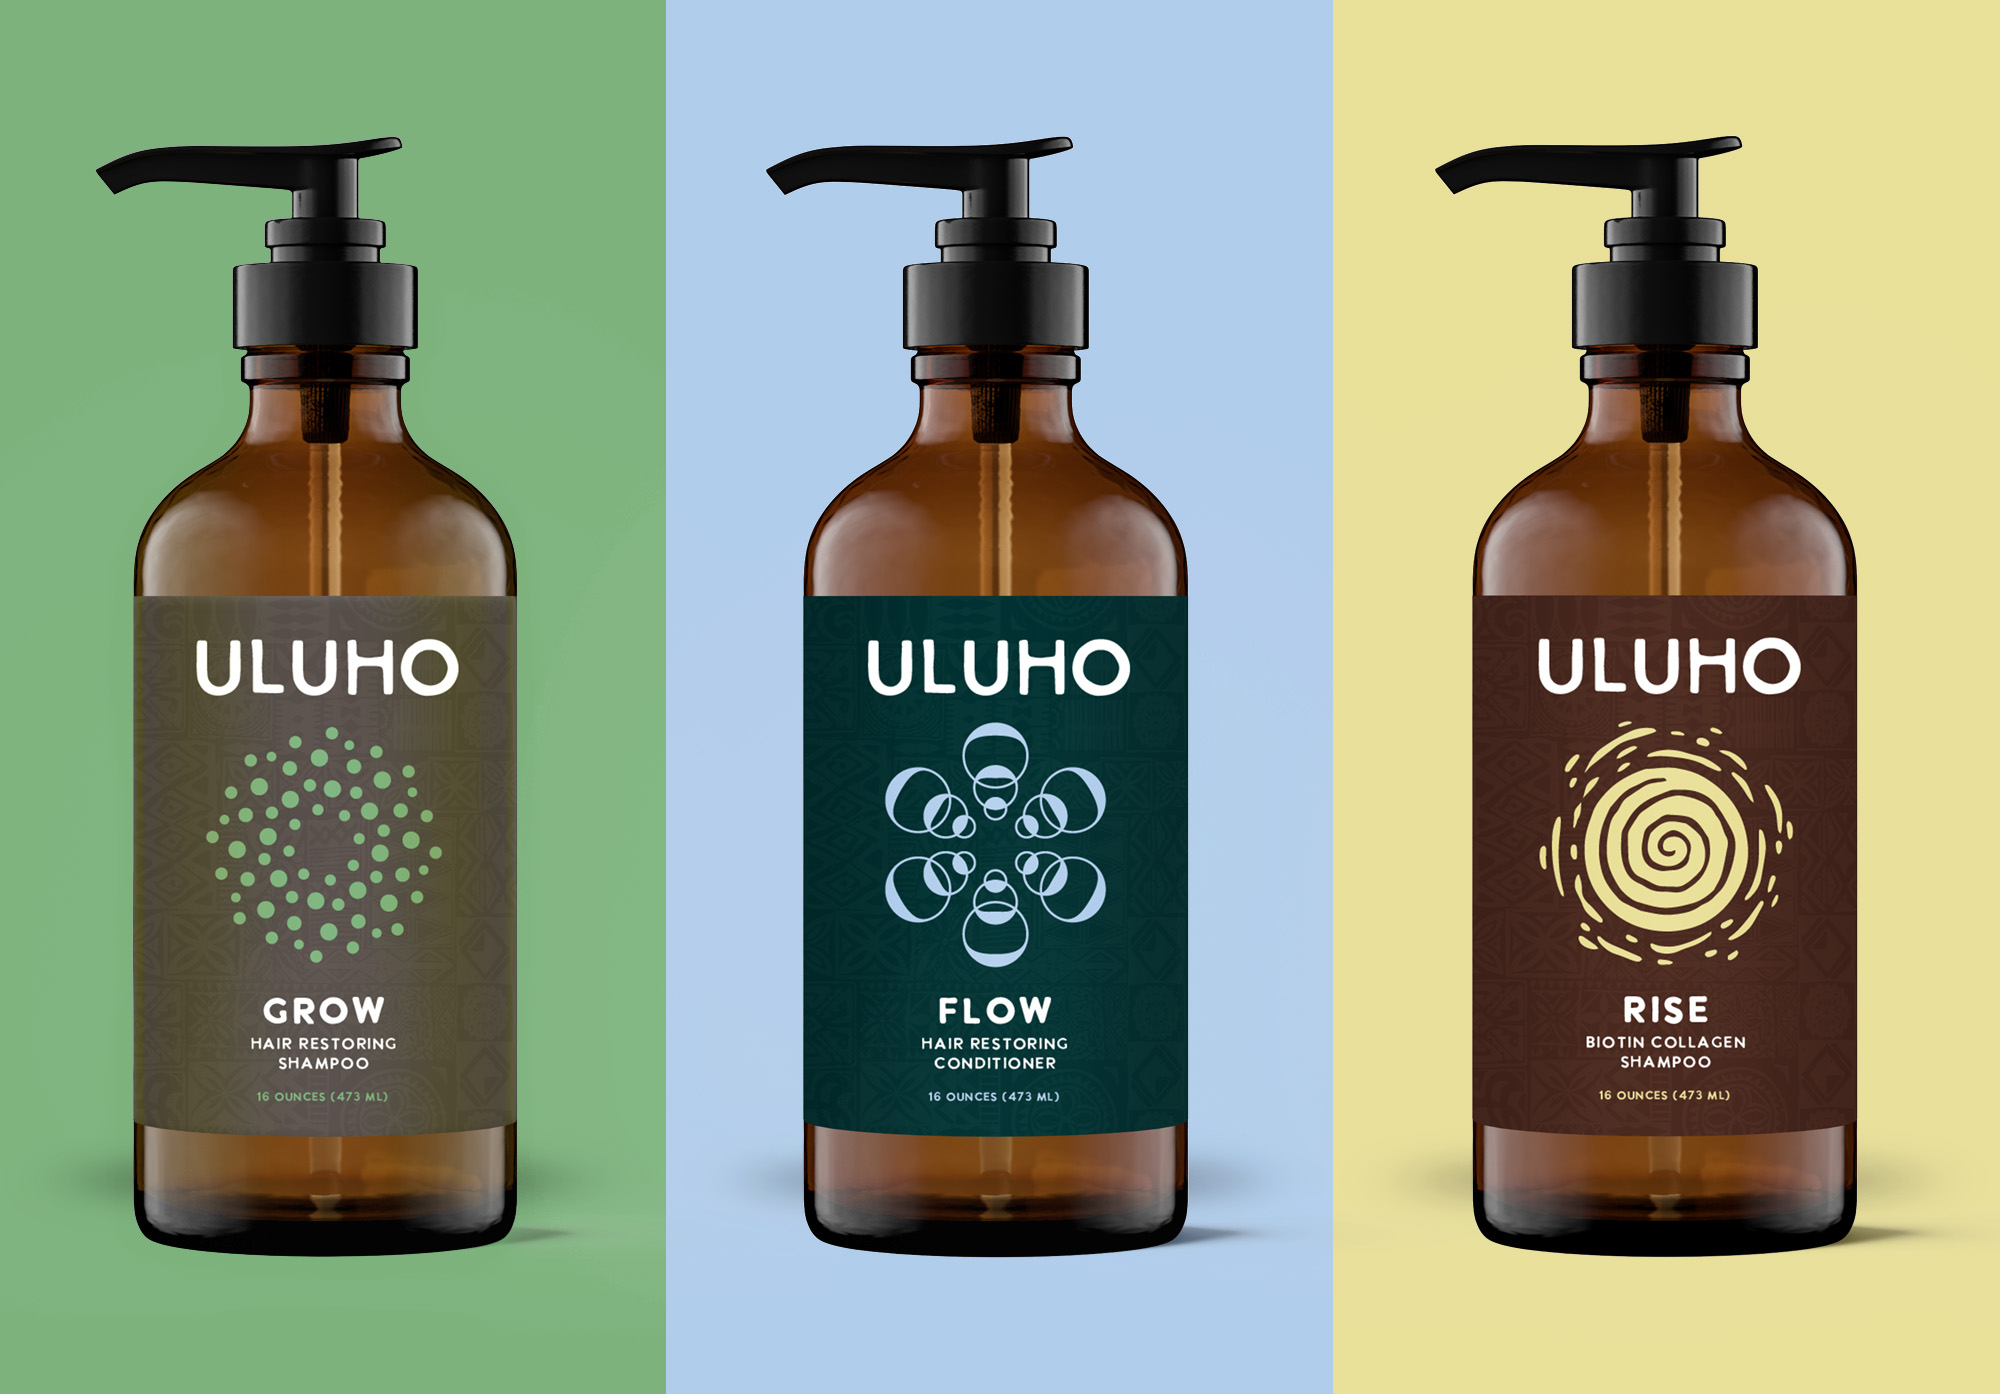 ULUHO
GROW
HAIR RESTORING
SHAMPOO
16 OUNCES (473 ML)
ULUHO
FLOW
HAIR RESTORING
CONDITIONER
16 OUNCES (473 ML)
ULUHO
RISE
BIOTIN COLLAGEN
SHAMPOO
16 OUNCES (473 ML)